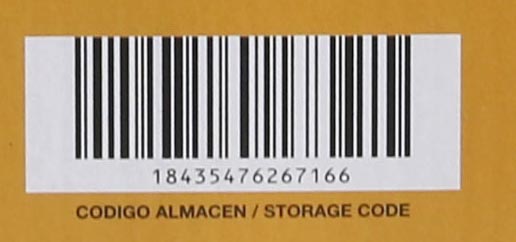 18435476267166
CODIGO ALMACEN / STORAGE CODE